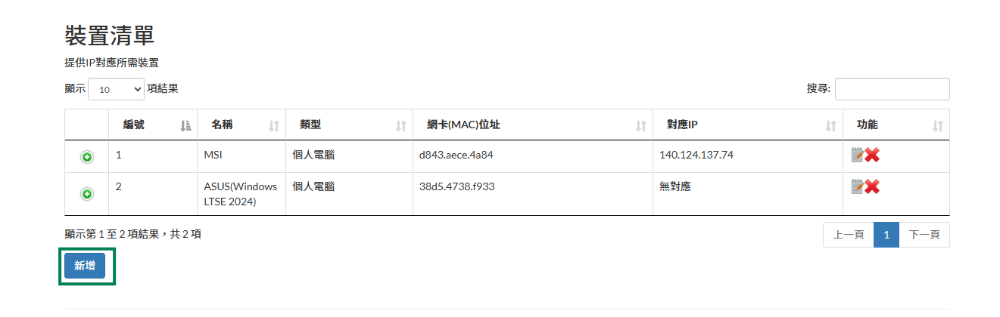 裝置清單
提供IP對應所需裝置
顯示 10 項結果 搜尋:
編號 名稱 類型 網卡(MAC)位址 對應IP 功能
1 MSI 個人電腦 d843.aece.4a84 140.124.137.74
2 ASUS(Windows 個人電腦 38d5.4738.f933 無對應
LTSE 2024)
顯示第 1 至 2 項結果，共 2 項 上一頁 1 下一頁
新增